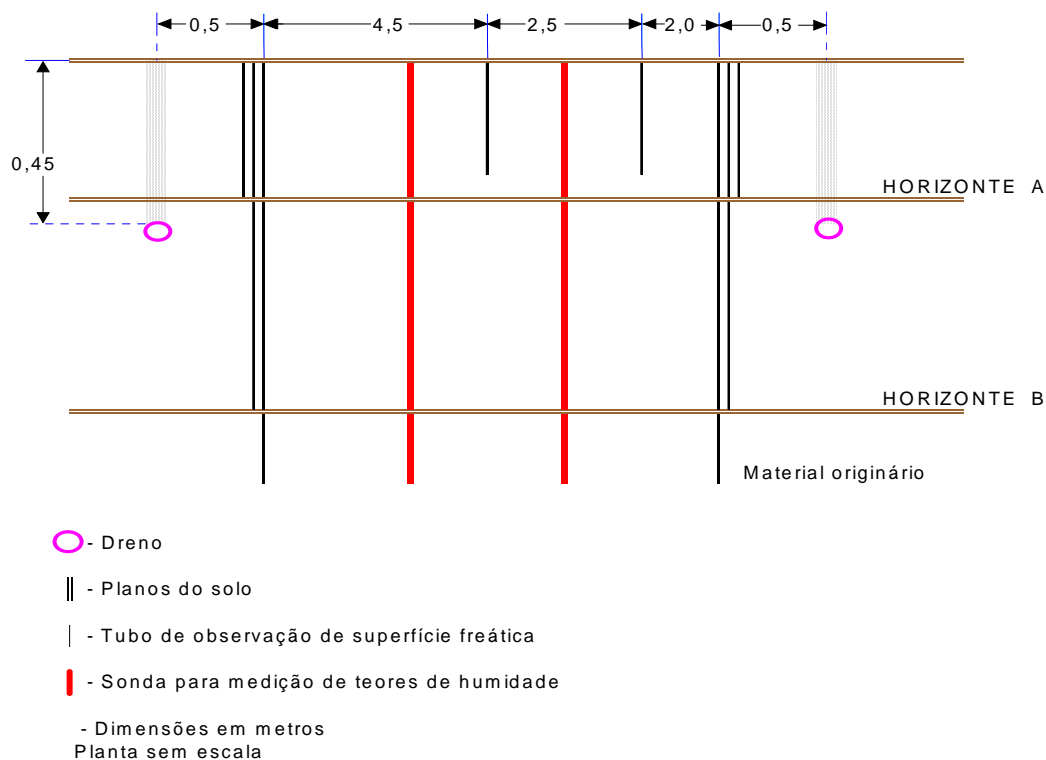 0,5 4,5 2,5 2,0 0,5
0,45
HORIZONTE A
HORIZONTE B
Material originário
- Dreno
- Planos do solo
- Tubo de observação de superfície freática
- Sonda para medição de teores de humidade
- Dimensões em metros
Planta sem escala